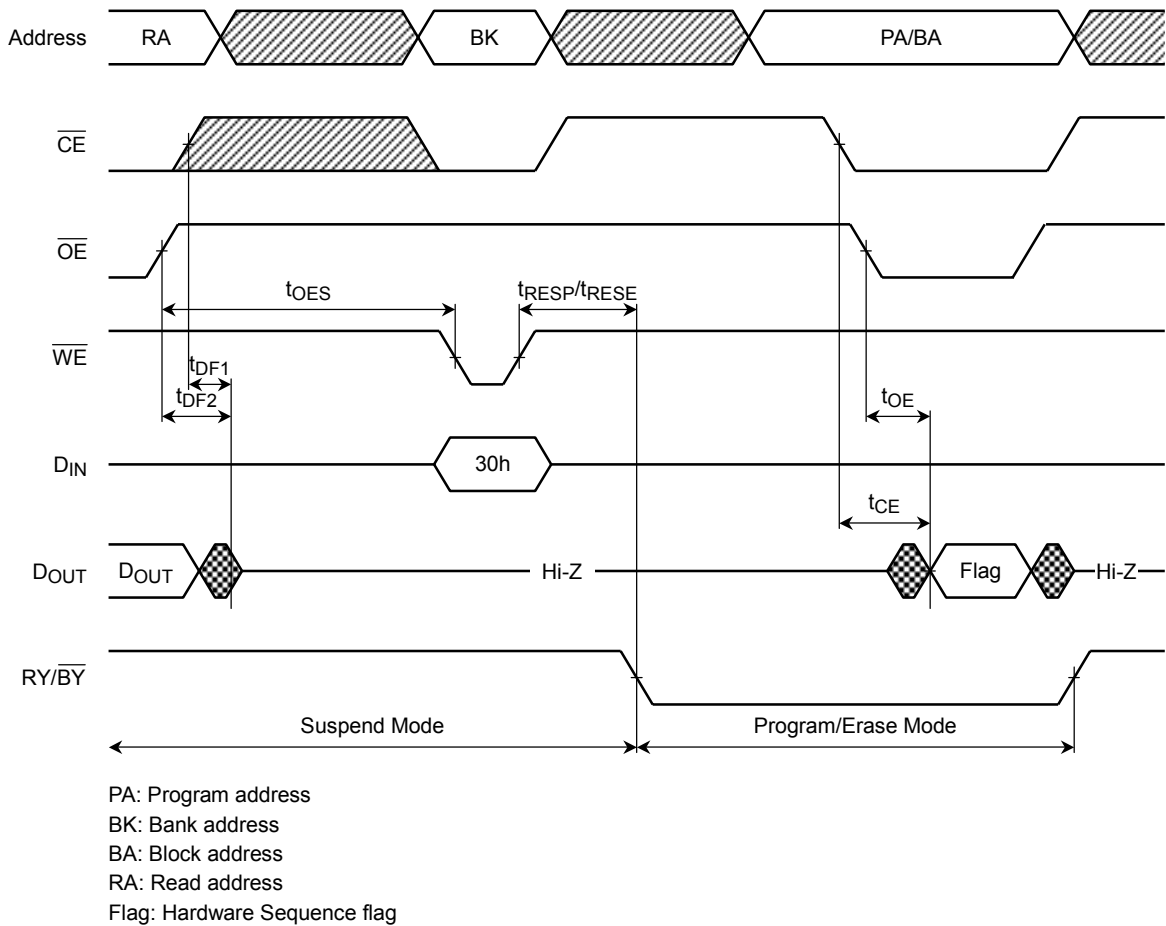 Address RA BK PA/BA
CE
OE
tOES tRESP/tRESE
WE
tDF1
tDF2 tOE
DIN 30h
tCE
DOUT DOUT Hi-Z Flag Hi-Z
RY/BY
Suspend Mode Program/Erase Mode
PA: Program address
BK: Bank address
BA: Block address
RA: Read address
Flag: Hardware Sequence flag